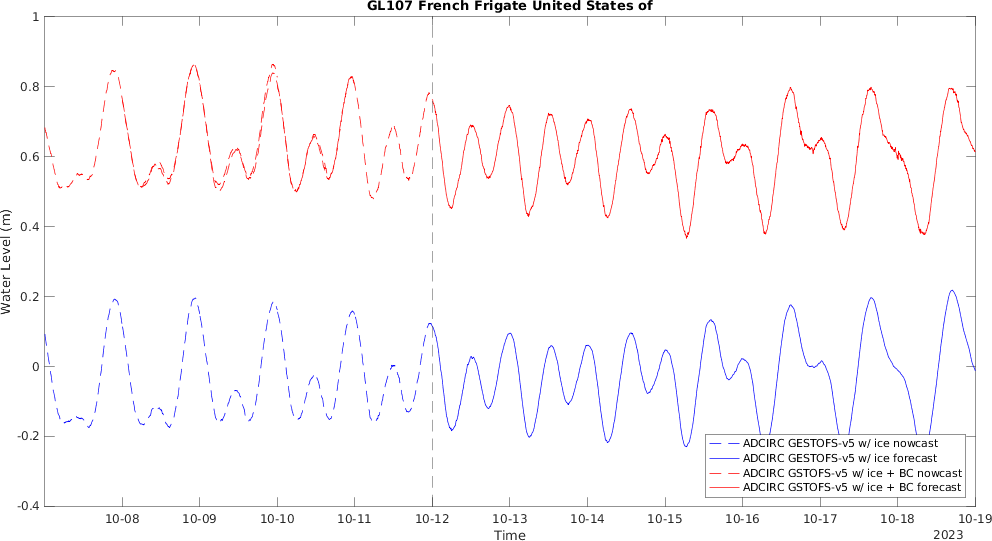 GL107 French Frigate United States of
1
0.8
0.6
0.4
0.2
0
-0.2
-0.4
Water Level (m)
ADCIRC GESTOFS-v5 w/ ice nowcast
ADCIRC GESTOFS-v5 w/ ice forecast
ADCIRC GSTOFS-v5 w/ ice + BC nowcast
ADCIRC GSTOFS-v5 w/ ice + BC forecast
10-08 10-09 10-10 10-11 10-12 10-13 10-14 10-15 10-16 10-17 10-18 10-19
Time
2023